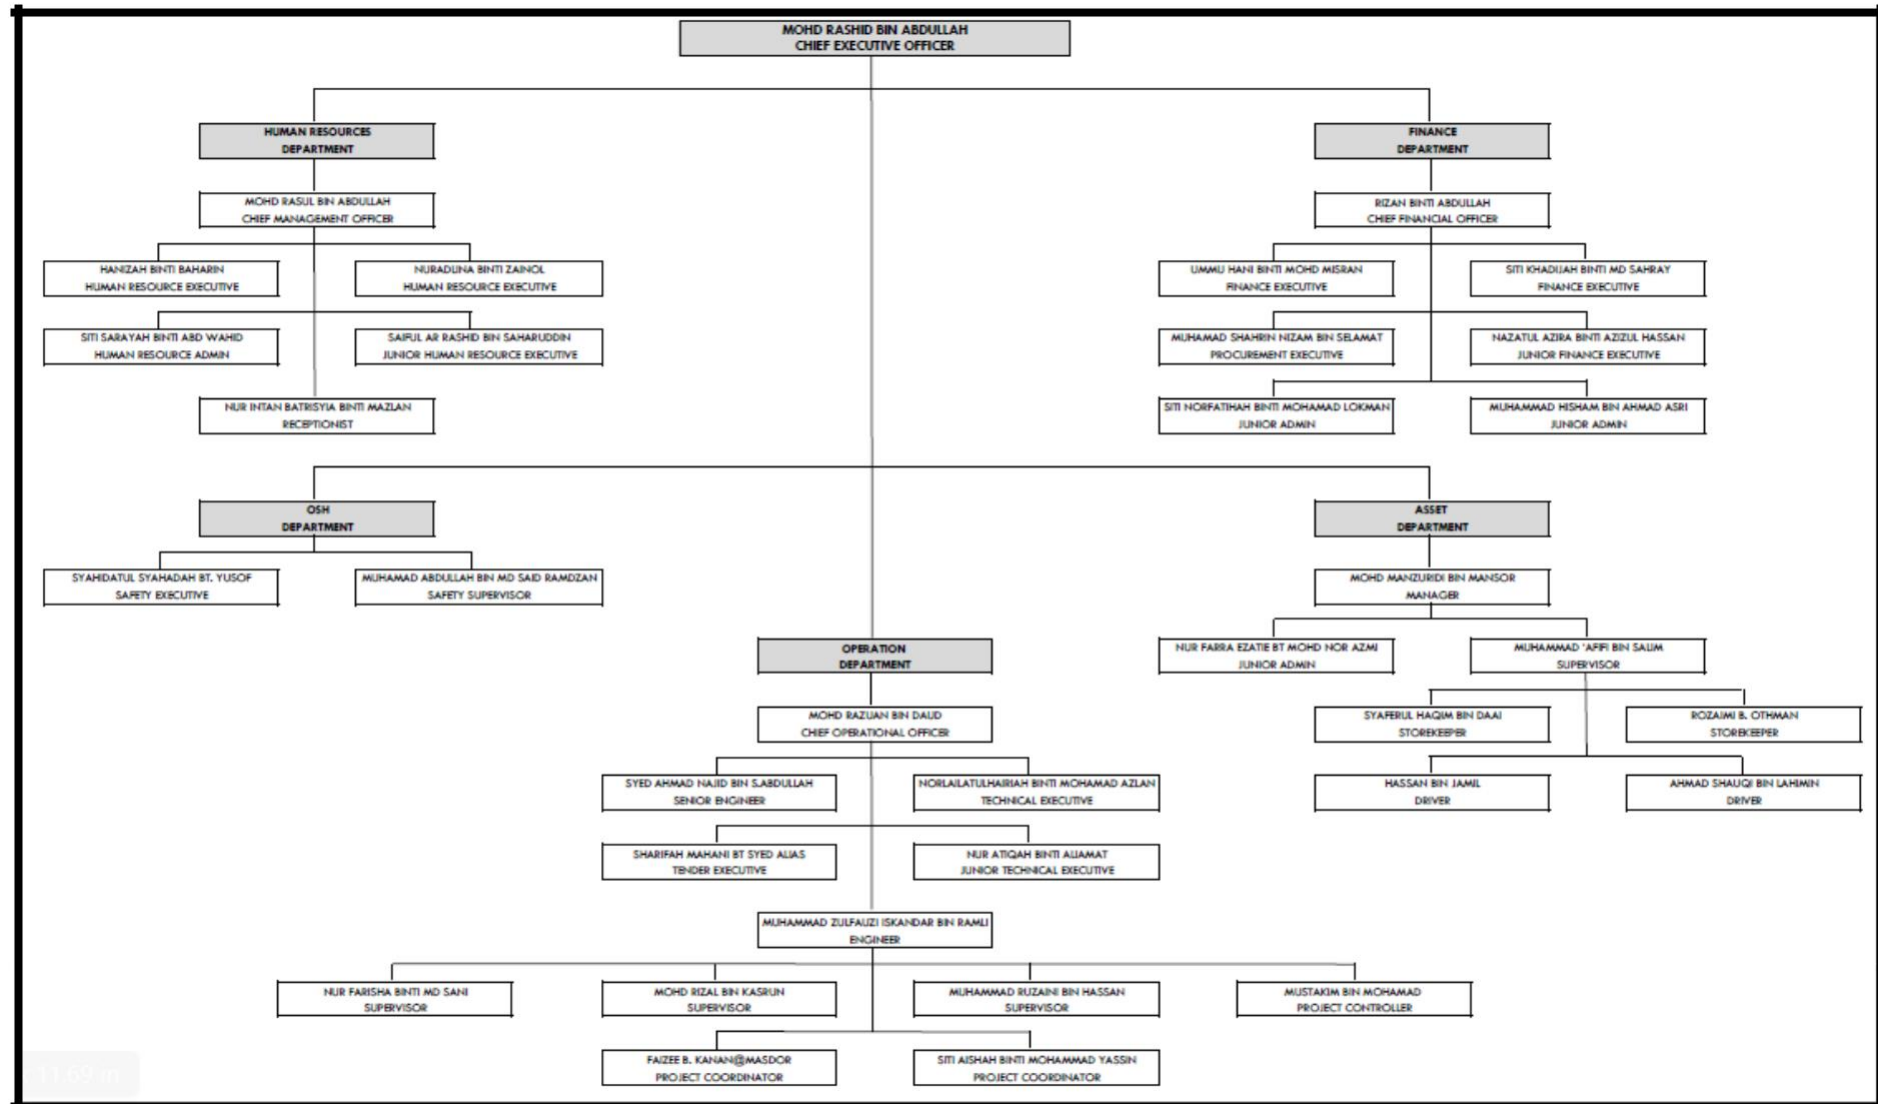 MOHD RASHID BIN ABDULLAH
CHIEF EXECUTIVE OFFICER
HUMAN RESOURCES
DEPARTMENT
FINANCE
DEPARTMENT
MOHD RASUL BIN ABDULLAH
CHIEF MANAGEMENT OFFICER
RIZAN BINTI ABDULLAH
CHIEF FINANCIAL OFFICER
HANIZAH BINTI BAHARIN
HUMAN RESOURCE EXECUTIVE
NURADLINA BINTI ZAINOL
HUMAN RESOURCE EXECUTIVE
UMMU HANI BINTI MOHD MISRAN
FINANCE EXECUTIVE
SITI KHADIJAH BINTI MD SAHRAY
FINANCE EXECUTIVE
SITI SARAYAH BINTI ABD WAHID
HUMAN RESOURCE ADMIN
SAIFUL AR RASHID BIN SAHARUDDIN
JUNIOR HUMAN RESOURCE EXECUTIVE
MUHAMAD SHAHRIN NIZAM BIN SELAMAT
PROCUREMENT EXECUTIVE
NAZATUL AZIRA BINTI AZIZUL HASSAN
JUNIOR FINANCE EXECUTIVE
NUR INTAN BATRISYIA BINTI MAZLAN
RECEPTIONIST
SITI NORFATIHAH BINTI MOHAMAD LOKMAN
JUNIOR ADMIN
MUHAMMAD HISHAM BIN AHMAD ASRI
JUNIOR ADMIN
OSH
DEPARTMENT
ASSET
DEPARTMENT
SYAHIDATUL SYAHADAH BT. YUSOF
SAFETY EXECUTIVE
MUHAMAD ABDULLAH BIN MD SAID RAMDZAN
SAFETY SUPERVISOR
MOHD MANZURIDI BIN MANSOR
MANAGER
OPERATION
DEPARTMENT
NUR FARRA EZATIE BT MOHD NOR AZMI
JUNIOR ADMIN
MUHAMMAD 'AFIFI BIN SALIM
SUPERVISOR
MOHD RAZUAN BIN DAUD
CHIEF OPERATIONAL OFFICER
SYAFERUL HAQIM BIN DAAI
STOREKEEPER
ROZAIMI B. OTHMAN
STOREKEEPER
SYED AHMAD NAJID BIN S.ABDULLAH
SENIOR ENGINEER
NORLAILATULHAIRIAH BINTI MOHAMAD AZLAN
TECHNICAL EXECUTIVE
HASSAN BIN JAMIL
DRIVER
AHMAD SHAUQI BIN LAHIMIN
DRIVER
SHARIFAH MAHANI BT SYED ALIAS
TENDER EXECUTIVE
NUR ATIQAH BINTI ALIAMAT
JUNIOR TECHNICAL EXECUTIVE
MUHAMMAD ZULFAUZI ISKANDAR BIN RAMLI
ENGINEER
NUR FARISHA BINTI MD SANI
SUPERVISOR
MOHD RIZAL BIN KASRUN
SUPERVISOR
MUHAMMAD RUZAINI BIN HASSAN
SUPERVISOR
MUSTAKIM BIN MOHAMAD
PROJECT CONTROLLER
FAIZEE B. KANAN@MASDOR
PROJECT COORDINATOR
SITI AISHAH BINTI MOHAMMAD YASSIN
PROJECT COORDINATOR
11.69 in